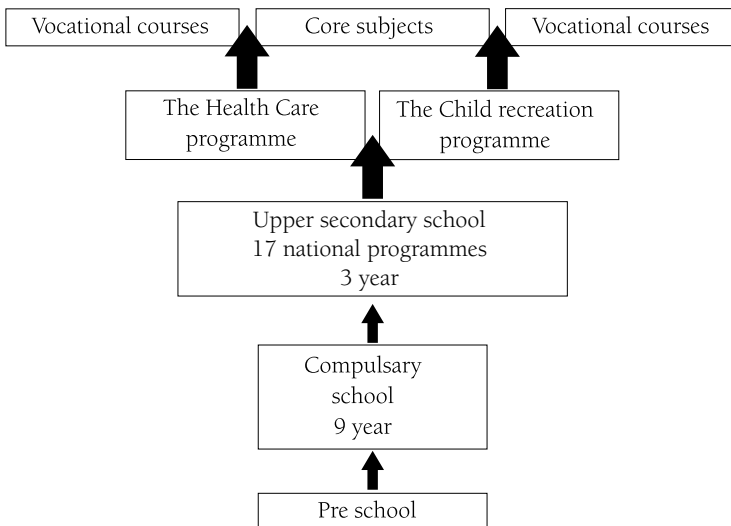 Vocational courses
Core subjects
Vocational courses
The Health Care
programme
The Child recreation
programme
Upper secondary school
17 national programmes
3 year
Compulsary
school
9 year
Pre school